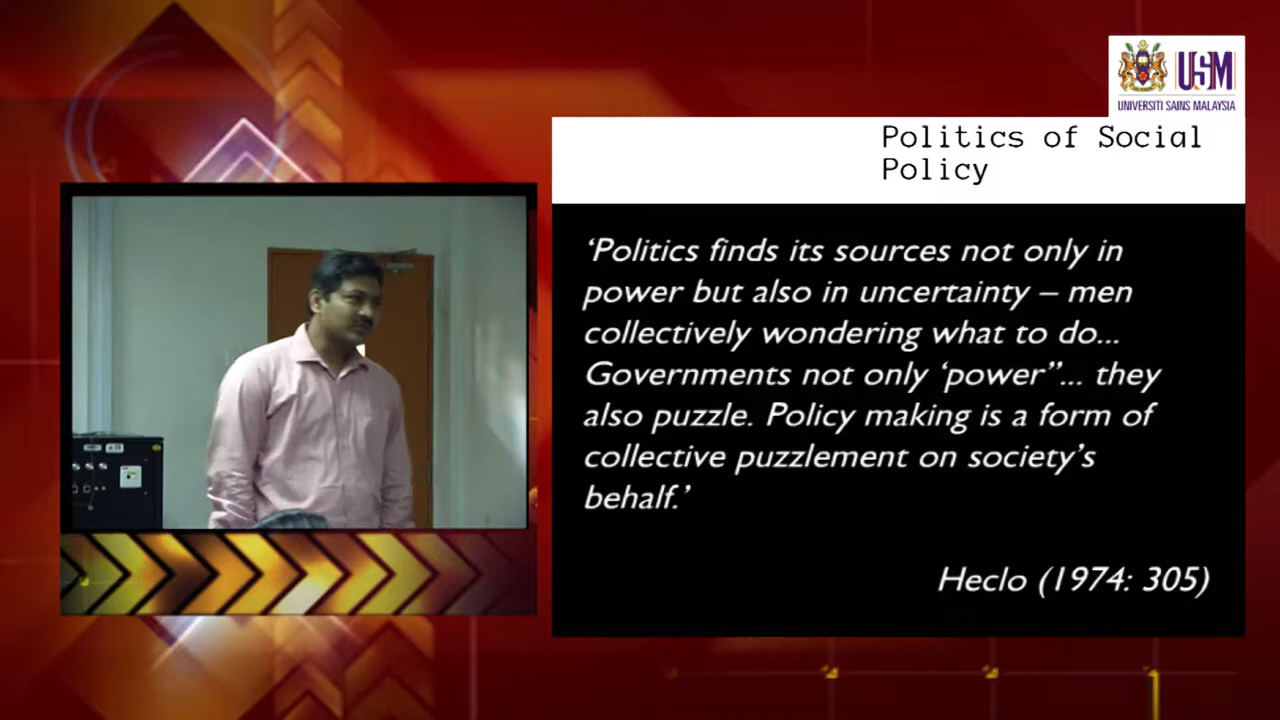 USM
UNIVERSITI SAINS MALAYSIA
Politics of Social
Policy
‘Politics finds its sources not only in
power but also in uncertainty – men
collectively wondering what to do...
Governments not only ‘power”... they
also puzzle. Policy making is a form of
collective puzzlement on society’s
behalf.’
Heclo (1974: 305)